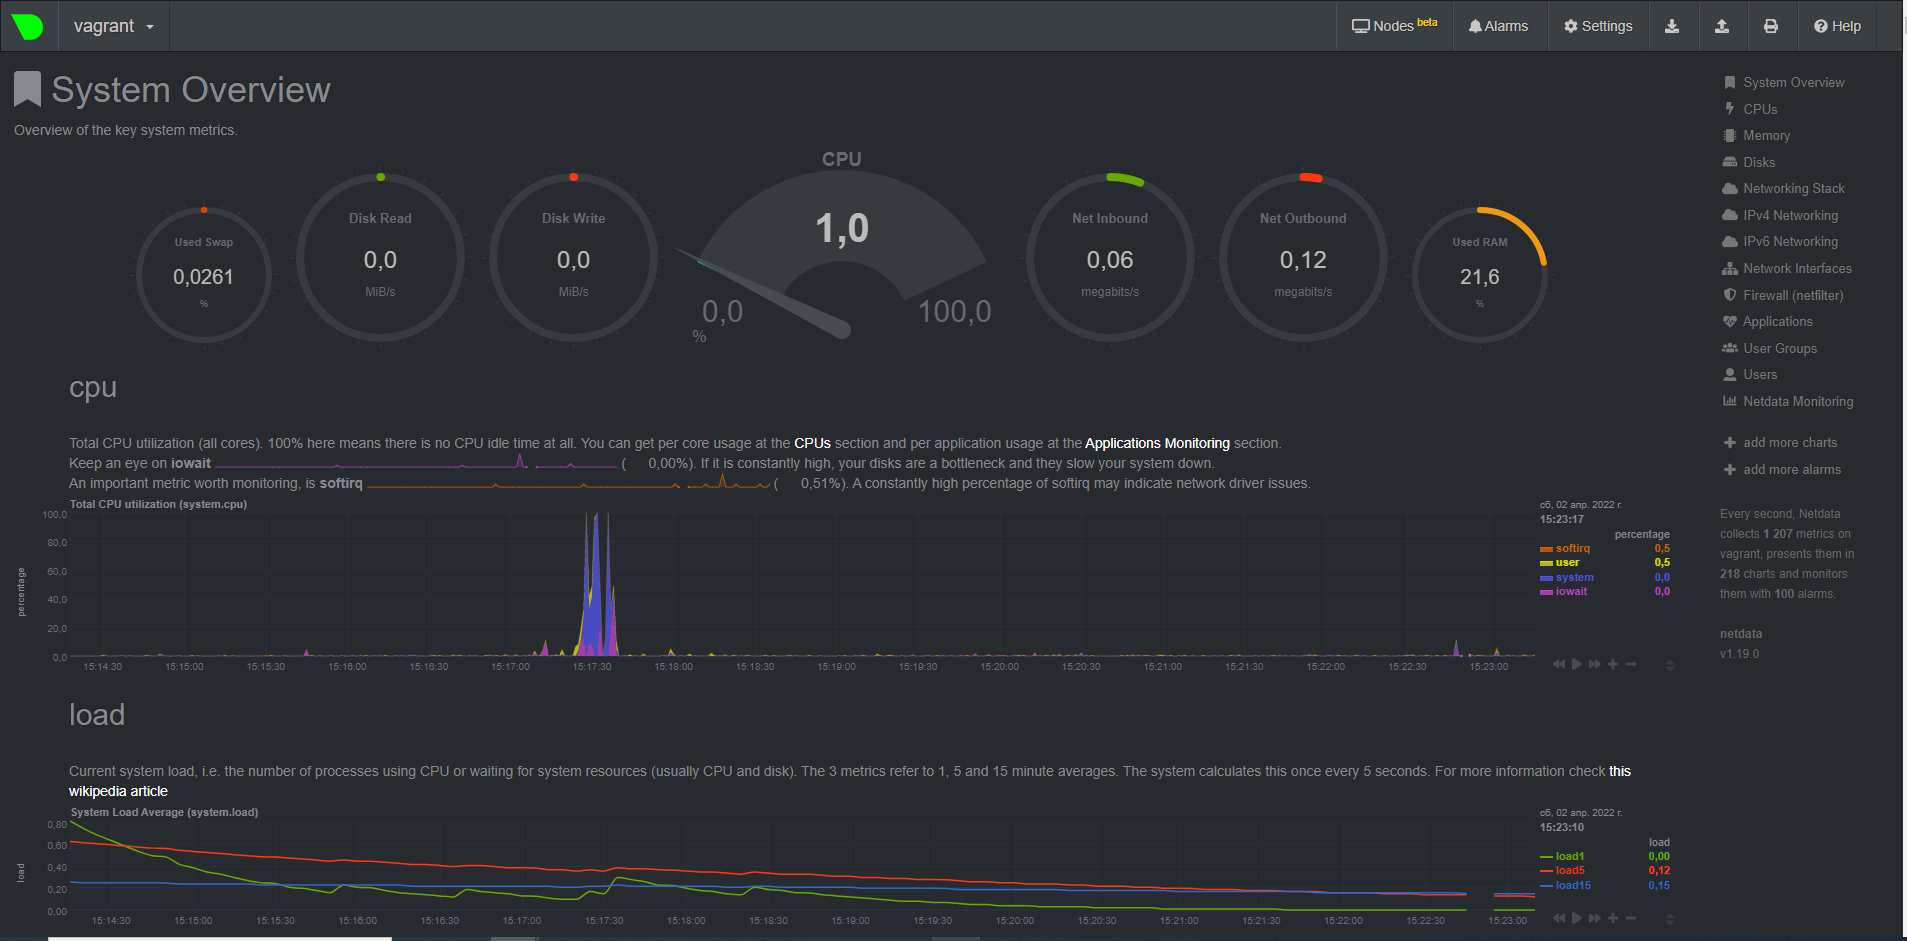 vagrant
Nodes beta
Alarms
Settings
Help
System Overview
Overview of the key system metrics.
Used Swap
0,0261
%
Disk Read
0,0
MiB/s
Disk Write
0,0
MiB/s
CPU
1,0
0,0
100,0
%
Net Inbound
0,06
megabits/s
Net Outbound
0,12
megabits/s
Used RAM
21,6
%
System Overview
CPUs
Memory
Disks
Networking Stack
IPv4 Networking
IPv6 Networking
Network Interfaces
Firewall (netfilter)
Applications
User Groups
Users
Netdata Monitoring
add more charts
add more alarms
Every second, Netdata
collects 1 207 metrics on
vagrant, presents them in
218 charts and monitors
them with 100 alarms.
netdata
v1.19.0
cpu
Total CPU utilization (all cores). 100% here means there is no CPU idle time at all. You can get per core usage at the CPUs section and per application usage at the Applications Monitoring section.
Keep an eye on iowait ( 0,00%). If it is constantly high, your disks are a bottleneck and they slow your system down.
An important metric worth monitoring, is softirq ( 0,51%). A constantly high percentage of softirq may indicate network driver issues.
Total CPU utilization (system.cpu)
сб, 02 апр. 2022 г.
15:23:17
percentage
softirq 0,5
user 0,5
system 0,0
iowait 0,0
percentage
100,0
80,0
60,0
40,0
20,0
0,0
15:14:30 15:15:00 15:15:30 15:16:00 15:16:30 15:17:00 15:17:30 15:18:00 15:18:30 15:19:00 15:19:30 15:20:00 15:20:30 15:21:00 15:21:30 15:22:00 15:22:30 15:23:00
load
Current system load, i.e. the number of processes using CPU or waiting for system resources (usually CPU and disk). The 3 metrics refer to 1, 5 and 15 minute averages. The system calculates this once every 5 seconds. For more information check this
wikipedia article
System Load Average (system.load)
сб, 02 апр. 2022 г.
15:23:10
load
load1 0,00
load5 0,12
load15 0,15
load
0,80
0,60
0,40
0,20
0,00
15:14:30 15:15:00 15:15:30 15:16:00 15:16:30 15:17:00 15:17:30 15:18:00 15:18:30 15:19:00 15:19:30 15:20:00 15:20:30 15:21:00 15:21:30 15:22:00 15:22:30 15:23:00